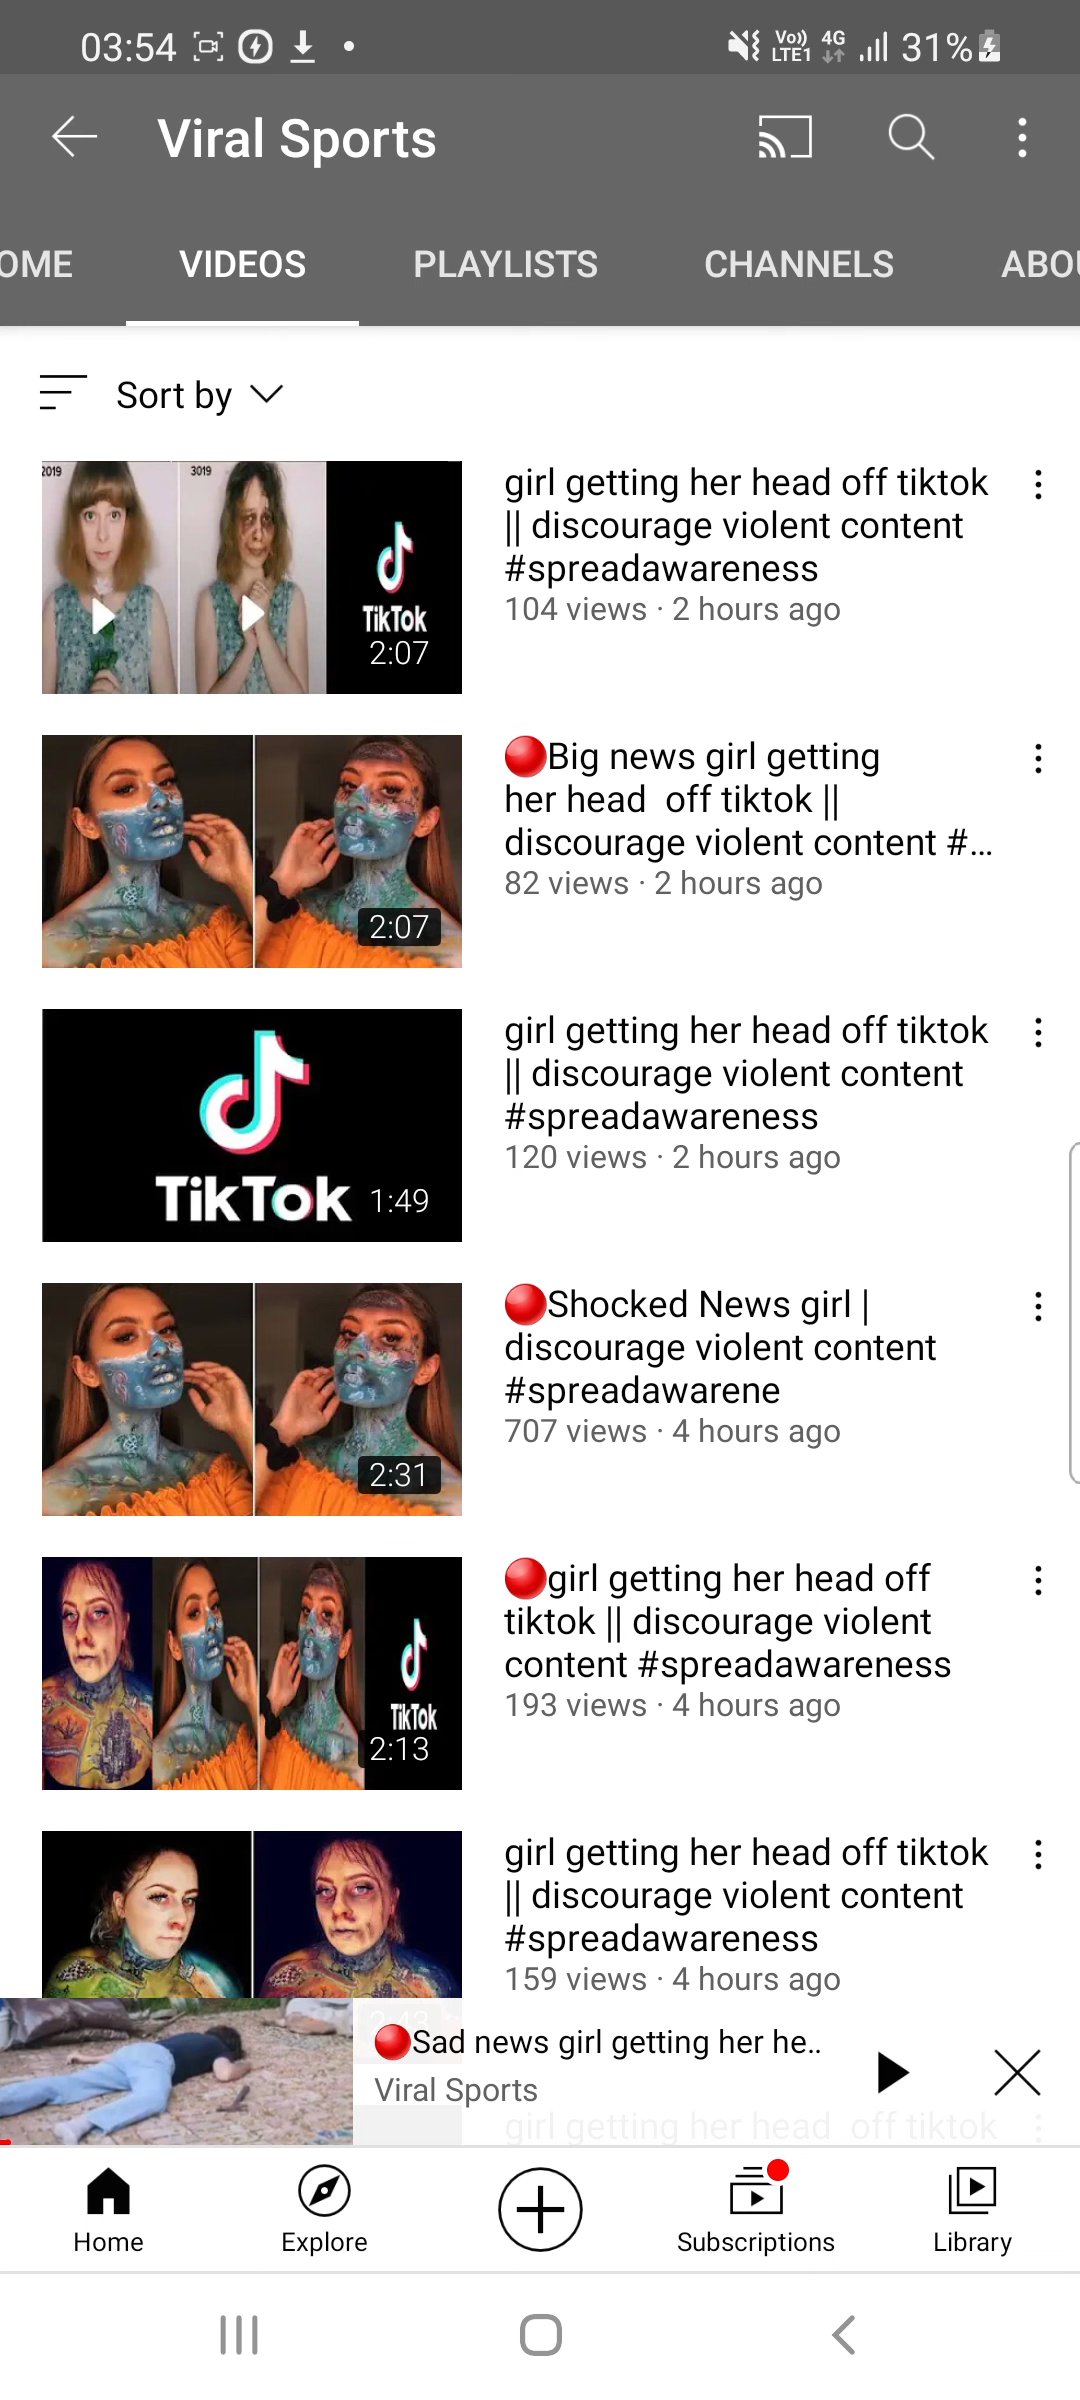 03:54
Vo)) LTE1 4G 31%
Viral Sports
OME VIDEOS PLAYLISTS CHANNELS ABOU
Sort by
2019 3019
TikTok
2:07
girl getting her head off tiktok
|| discourage violent content
#spreadawareness
104 views · 2 hours ago
2:07
🔴Big news girl getting
her head off tiktok ||
discourage violent content #...
82 views · 2 hours ago
TikTok 1:49
girl getting her head off tiktok
|| discourage violent content
#spreadawareness
120 views · 2 hours ago
2:31
🔴Shocked News girl |
discourage violent content
#spreadawarene
707 views · 4 hours ago
TikTok
2:13
🔴girl getting her head off
tiktok || discourage violent
content #spreadawareness
193 views · 4 hours ago
girl getting her head off tiktok
|| discourage violent content
#spreadawareness
159 views · 4 hours ago
2:43
🔴Sad news girl getting her he..
Viral Sports
girl getting her head off tiktok
Home Explore Subscriptions Library